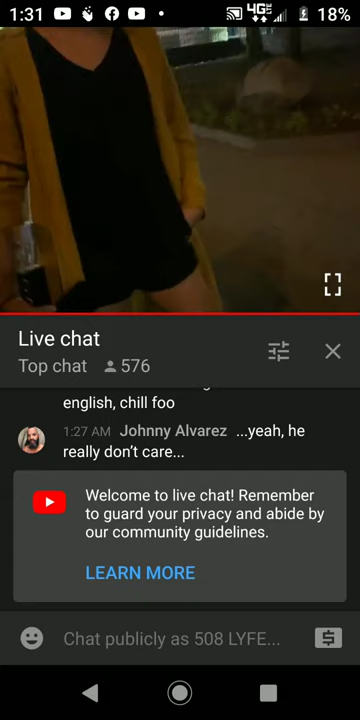 1:31
4GE
18%
Live chat
Top chat 576
english, chill foo
1:27 AM Johnny Alvarez ...yeah, he
really don't care...
Welcome to live chat! Remember
to guard your privacy and abide by
our community guidelines.
LEARN MORE
Chat publicly as 508 LYFE...